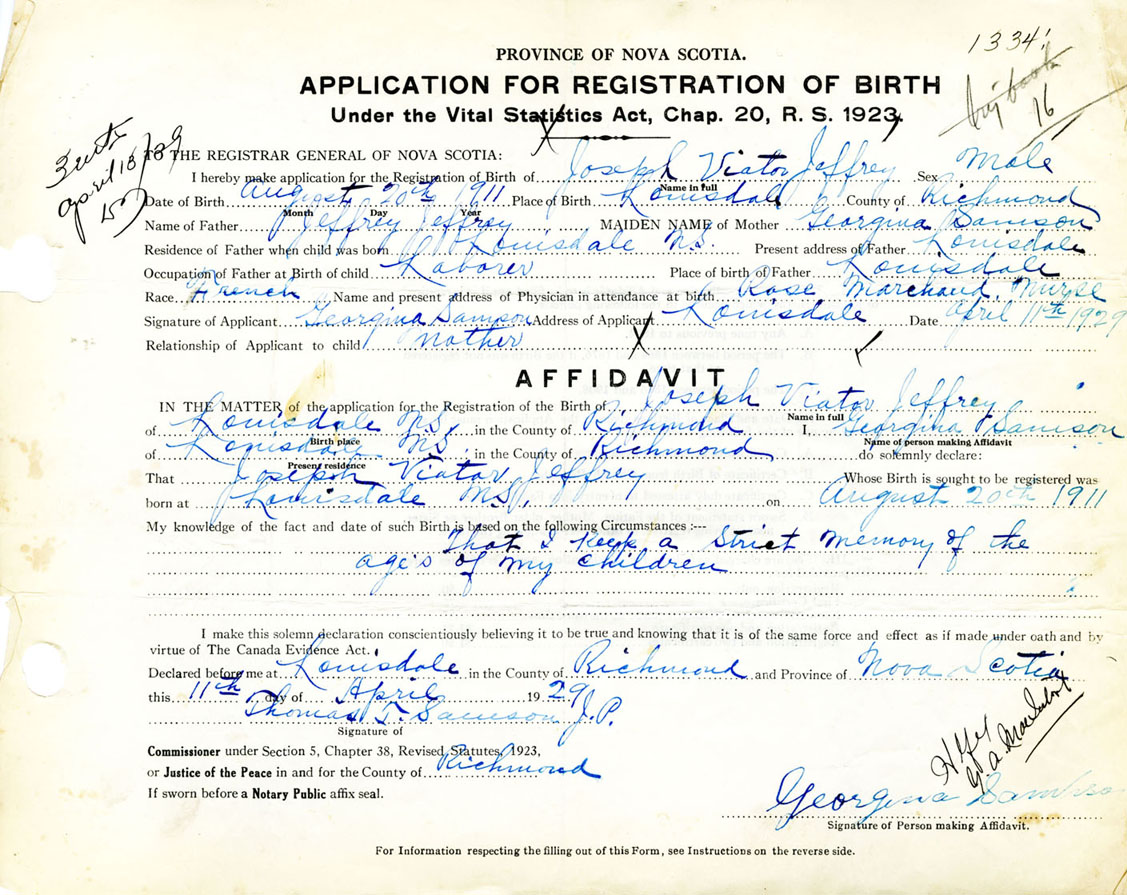 1334
16
PROVINCE OF NOVA SCOTIA.
APPLICATION FOR REGISTRATION OF BIRTH
Under the Vital Statistics Act, Chap. 20, R. S. 1923.
April 18/29
TO THE REGISTRAR GENERAL OF NOVA SCOTIA:
I hereby make application for the Registration of Birth of Joseph Viator Jeffrey Sex Male
Name in full
Date of Birth August 20th 1911 Place of Birth Louisdale County of Richmond
Month Day Year
Name of Father Jeffrey Jeffrey MAIDEN NAME of Mother Georgina Samson
Residence of Father when child was born Louisdale N.S. Present address of Father Louisdale
Occupation of Father at Birth of child Laborer Place of birth of Father Louisdale
Race French Name and present address of Physician in attendance at birth Rose Marchand, Nurse
Signature of Applicant Georgina Samson Address of Applicant Louisdale Date April 11th 1929
Relationship of Applicant to child Mother
AFFIDAVIT
IN THE MATTER of the application for the Registration of the Birth of Joseph Viator Jeffrey
Name in full
of Louisdale N.S. in the County of Richmond I, Georgina Samson
Birth place Name of person making Affidavit
of Louisdale N.S. in the County of Richmond do solemnly declare:
Present residence
That Joseph Viator Jeffrey Whose Birth is sought to be registered was
born at Louisdale N.S. on August 20th 1911
My knowledge of the fact and date of such Birth is based on the following Circumstances :---
That I keep a strict memory of the
age's of my children
I make this solemn declaration conscientiously believing it to be true and knowing that it is of the same force and effect as if made under oath and by
virtue of The Canada Evidence Act.
Declared before me at Louisdale in the County of Richmond and Province of Nova Scotia
this 11th day of April 1929
Thomas T. Samson J.P.
Signature of
Commissioner under Section 5, Chapter 38, Revised Statutes, 1923,
or Justice of the Peace in and for the County of Richmond
If sworn before a Notary Public affix seal.
Georgina Samson
Signature of Person making Affidavit.
For Information respecting the filling out of this Form, see Instructions on the reverse side.